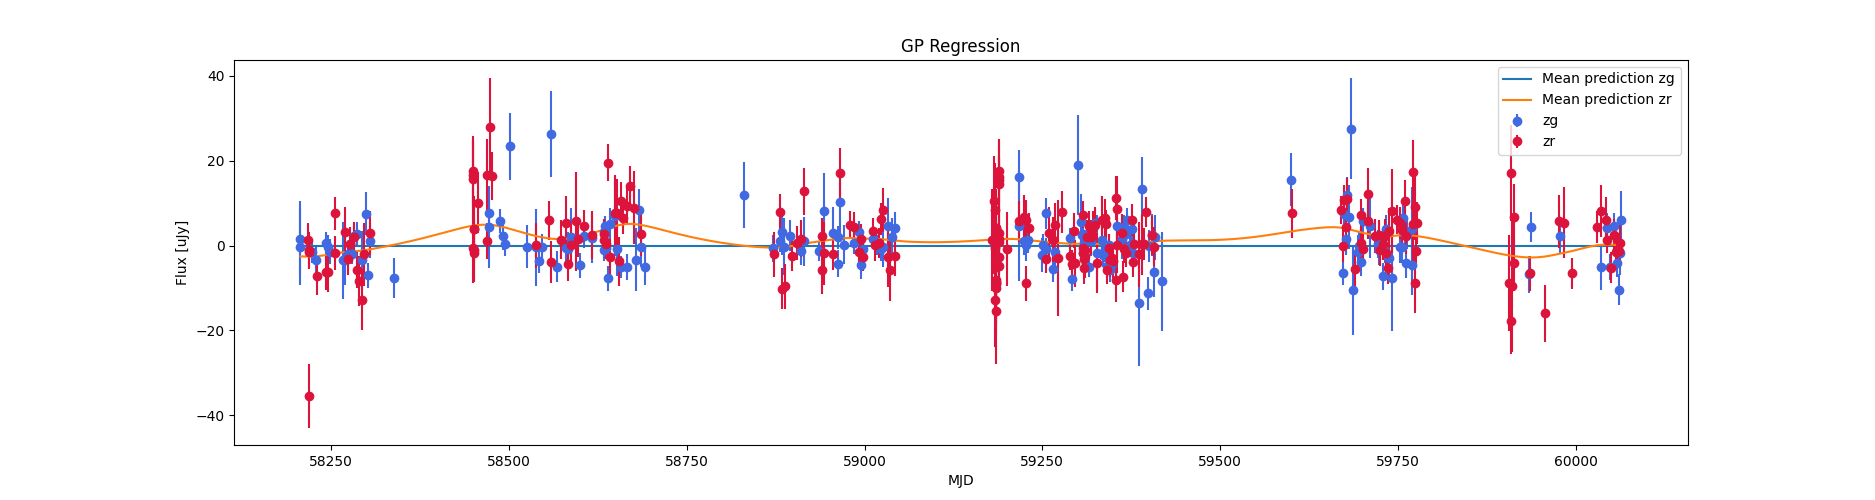 GP Regression
Flux [uJy]
40
20
0
−20
−40
58250
58500
58750
59000
59250
59500
59750
60000
MJD
Mean prediction zg
Mean prediction zr
zg
zr